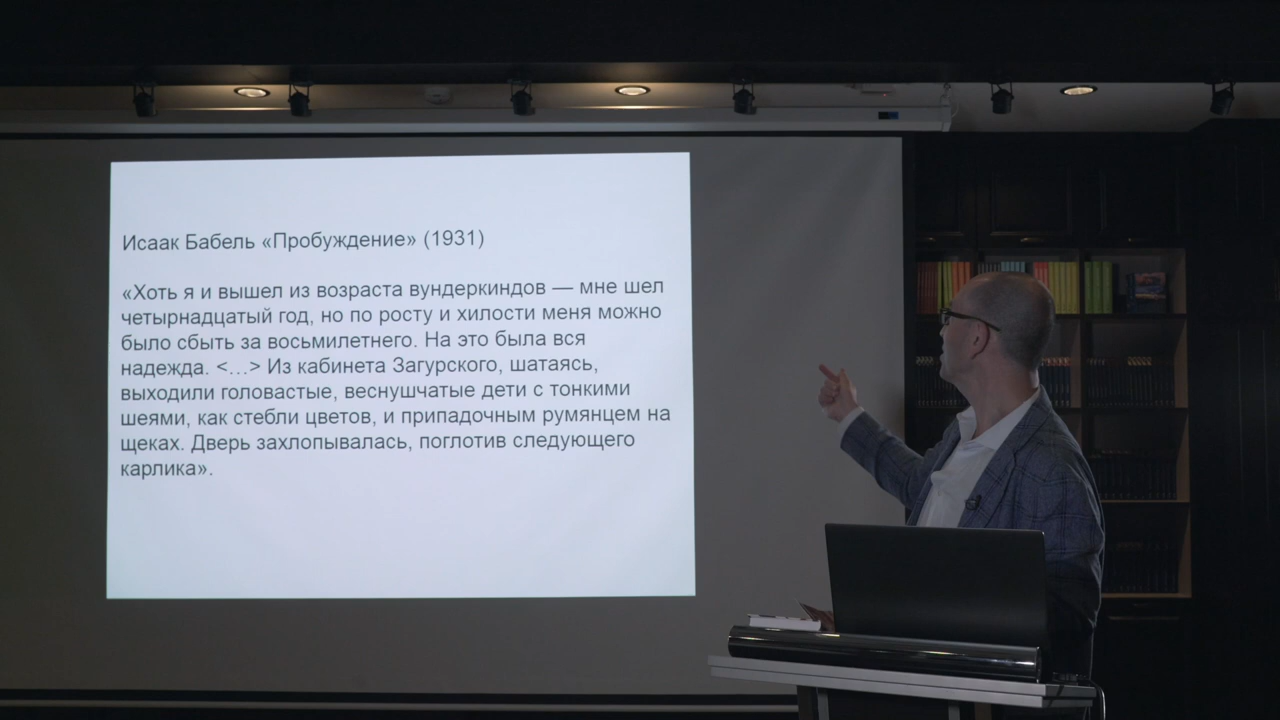 Исаак Бабель «Пробуждение» (1931)
«Хоть я и вышел из возраста вундеркиндов — мне шел
четырнадцатый год, но по росту и хилости меня можно
было сбыть за восьмилетнего. На это была вся
надежда. <…> Из кабинета Загурского, шатаясь,
выходили головастые, веснушчатые дети с тонкими
шеями, как стебли цветов, и припадочным румянцем на
щеках. Дверь захлопывалась, поглотив следующего
карлика».